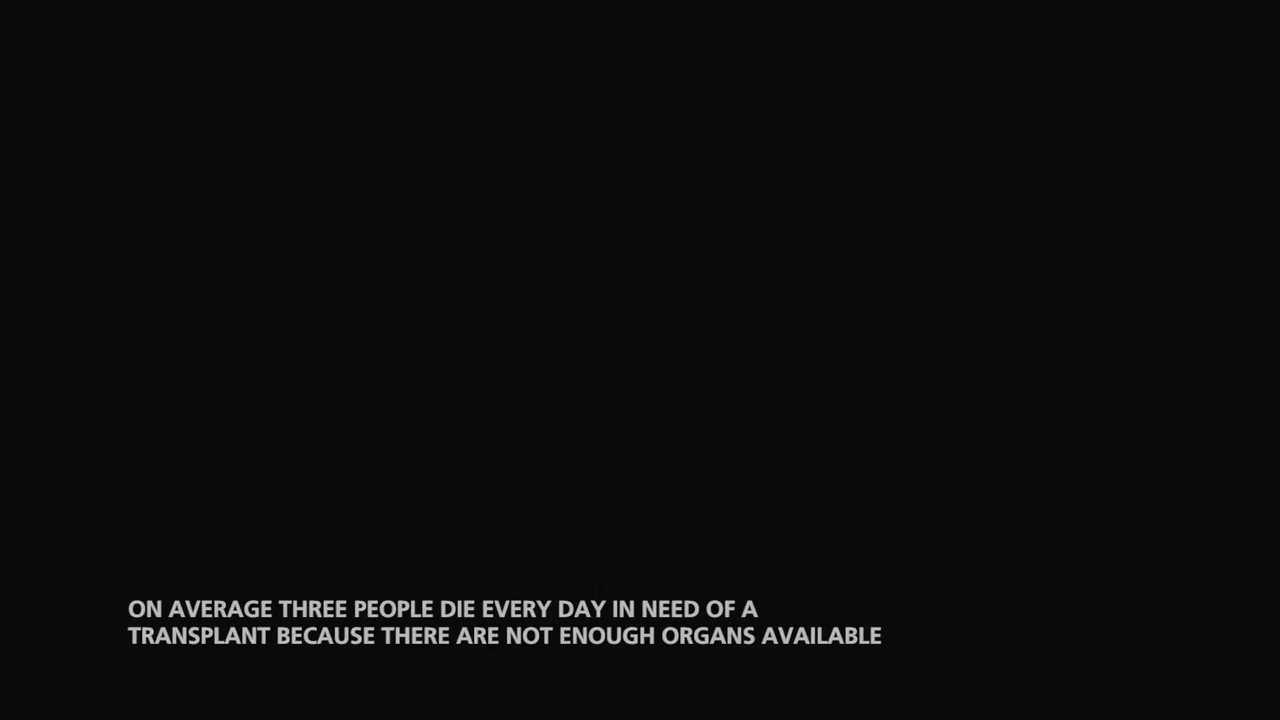 ON AVERAGE THREE PEOPLE DIE EVERY DAY IN NEED OF A
TRANSPLANT BECAUSE THERE ARE NOT ENOUGH ORGANS AVAILABLE